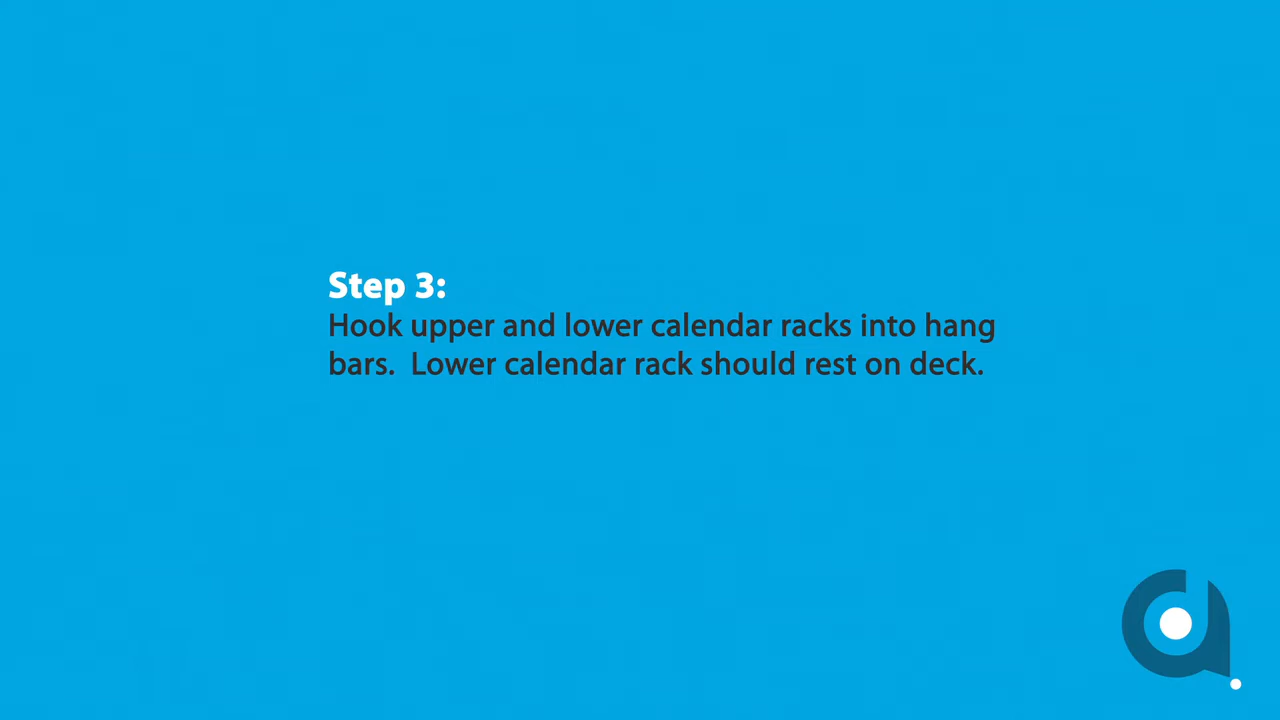 Step 3:
Hook upper and lower calendar racks into hang
bars.  Lower calendar rack should rest on deck.